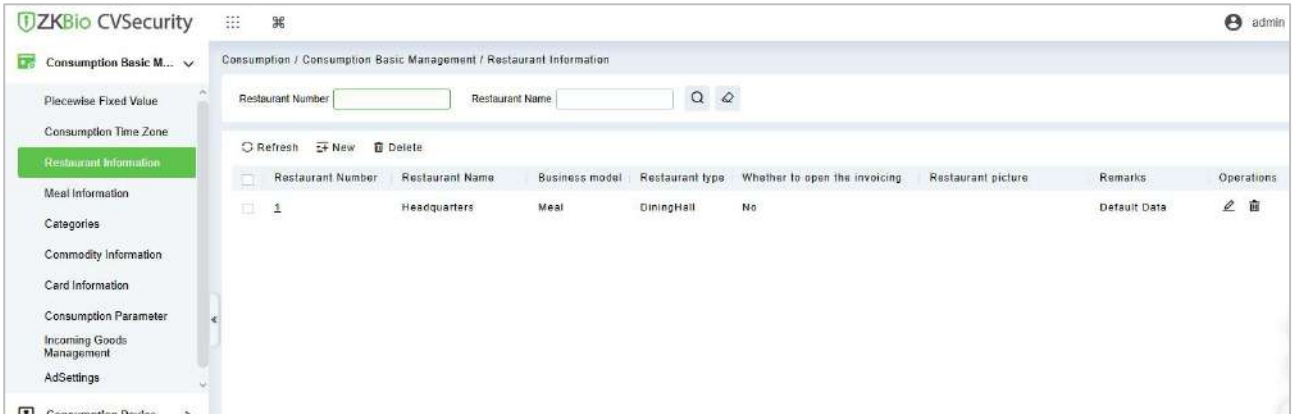 ZKBio CVSecurity
admin
Consumption Basic M...
Consumption / Consumption Basic Management / Restaurant Information
Piecewise Fixed Value
Consumption Time Zone
Restaurant Information
Meal Information
Categories
Commodity Information
Card Information
Consumption Parameter
Incoming Goods
Management
AdSettings
Consumption Device
Restaurant Number Restaurant Name
Refresh New Delete
Restaurant Number Restaurant Name Business model Restaurant type Whether to open the invoicing Restaurant picture Remarks Operations
1 Headquarters Meal DiningHall No Default Data